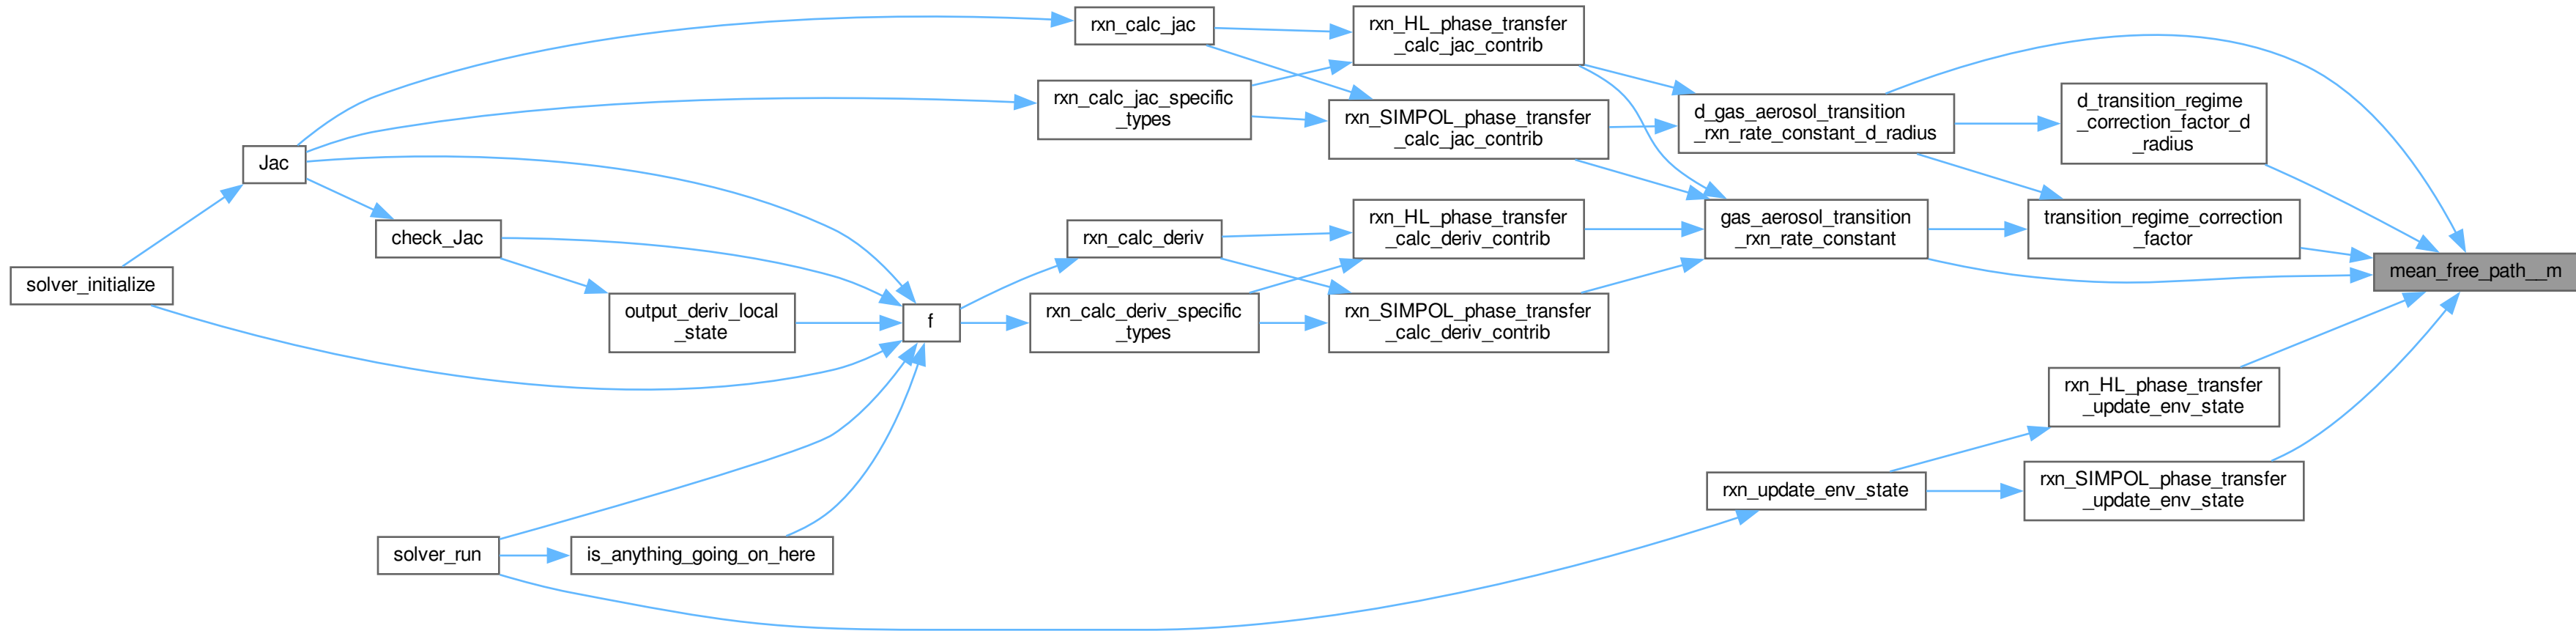 rxn_calc_jac
rxn_HL_phase_transfer
_calc_jac_contrib
rxn_calc_jac_specific
_types
rxn_SIMPOL_phase_transfer
_calc_jac_contrib
d_gas_aerosol_transition
_rxn_rate_constant_d_radius
d_transition_regime
_correction_factor_d
_radius
Jac
check_Jac
rxn_calc_deriv
rxn_HL_phase_transfer
_calc_deriv_contrib
gas_aerosol_transition
_rxn_rate_constant
transition_regime_correction
_factor
mean_free_path__m
solver_initialize
output_deriv_local
_state
f
rxn_calc_deriv_specific
_types
rxn_SIMPOL_phase_transfer
_calc_deriv_contrib
rxn_HL_phase_transfer
_update_env_state
rxn_update_env_state
rxn_SIMPOL_phase_transfer
_update_env_state
solver_run
is_anything_going_on_here